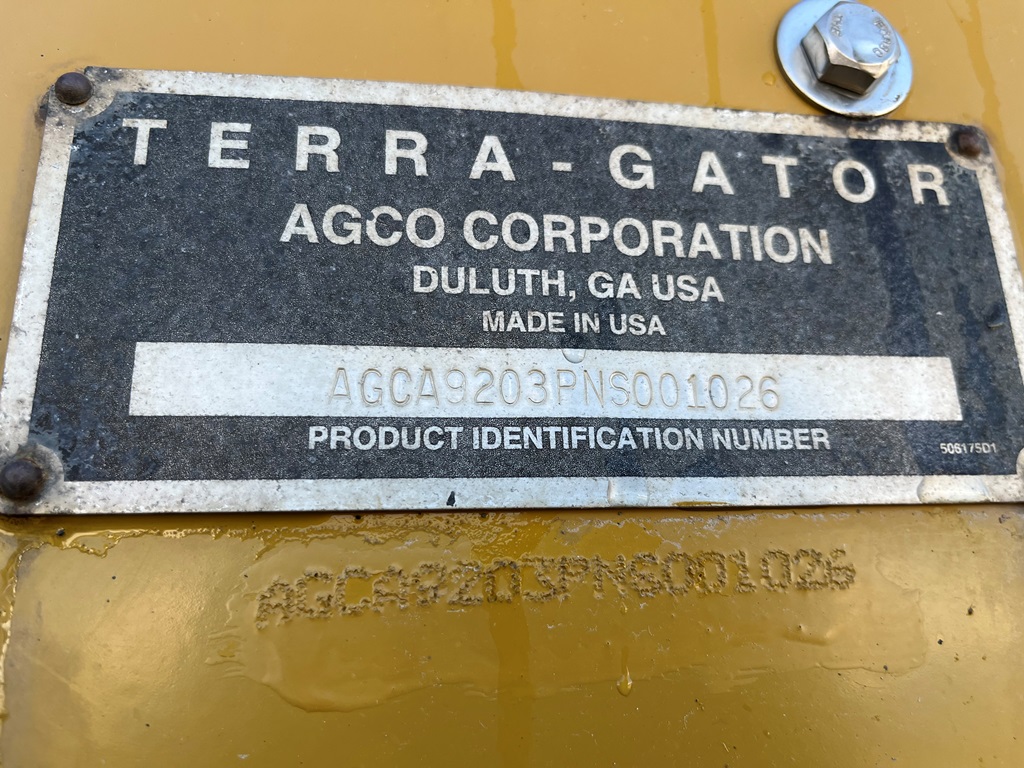 TERRA-GATOR
AGCO CORPORATION
DULUTH, GA USA
MADE IN USA
AGCA9203PNS001026
PRODUCT IDENTIFICATION NUMBER
506175D1
AGCA9203PNS001026